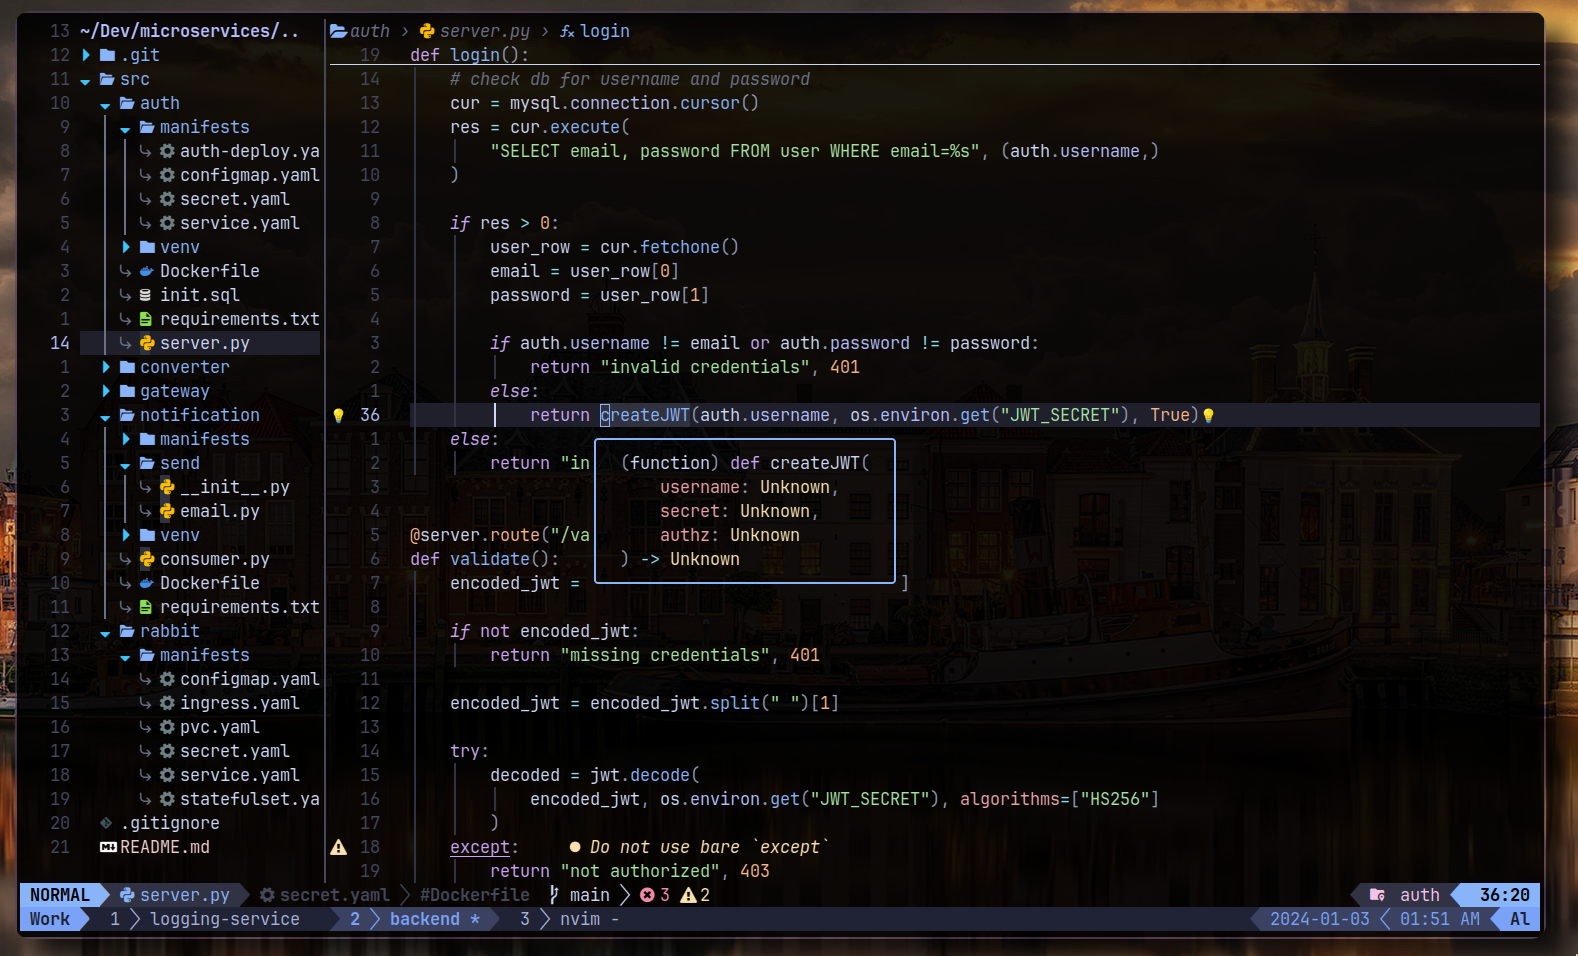 13 ~/Dev/microservices/..
12 .git
11 src
10 auth
9 manifests
8 auth-deploy.ya
7 configmap.yaml
6 secret.yaml
5 service.yaml
4 venv
3 Dockerfile
2 init.sql
1 requirements.txt
14 server.py
1 converter
2 gateway
3 notification
4 manifests
5 send
6 __init__.py
7 email.py
8 venv
9 consumer.py
10 Dockerfile
11 requirements.txt
12 rabbit
13 manifests
14 configmap.yaml
15 ingress.yaml
16 pvc.yaml
17 secret.yaml
18 service.yaml
19 statefulset.ya
20 .gitignore
21 README.md
auth > server.py > fx login
19 def login():
14 # check db for username and password
13 cur = mysql.connection.cursor()
12 res = cur.execute(
11 "SELECT email, password FROM user WHERE email=%s", (auth.username,)
10 )
9
8 if res > 0:
7 user_row = cur.fetchone()
6 email = user_row[0]
5 password = user_row[1]
4
3 if auth.username != email or auth.password != password:
2 return "invalid credentials", 401
1 else:
36 return createJWT(auth.username, os.environ.get("JWT_SECRET"), True)
1 else:
2 return "in
3
4
5 @server.route("/va
6 def validate():
7 encoded_jwt = ]
8
9 if not encoded_jwt:
10 return "missing credentials", 401
11
12 encoded_jwt = encoded_jwt.split(" ")[1]
13
14 try:
15 decoded = jwt.decode(
16 encoded_jwt, os.environ.get("JWT_SECRET"), algorithms=["HS256"]
17 )
18 except: ● Do not use bare `except`
19 return "not authorized", 403
(function) def createJWT(
username: Unknown,
secret: Unknown,
authz: Unknown
) -> Unknown
NORMAL server.py secret.yaml #Dockerfile main 3 2 auth 36:20
Work 1 logging-service 2 backend * 3 nvim - 2024-01-03 01:51 AM Al